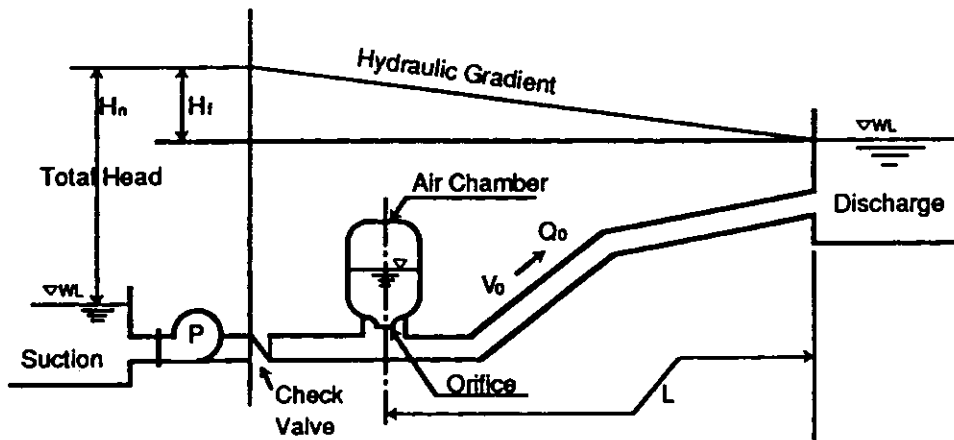 Hydraulic Gradient
Hn
Hf
▽WL
Total Head
Air Chamber
Discharge
Q0
V0
▽WL
P
Suction
Orifice
L
Check
Valve